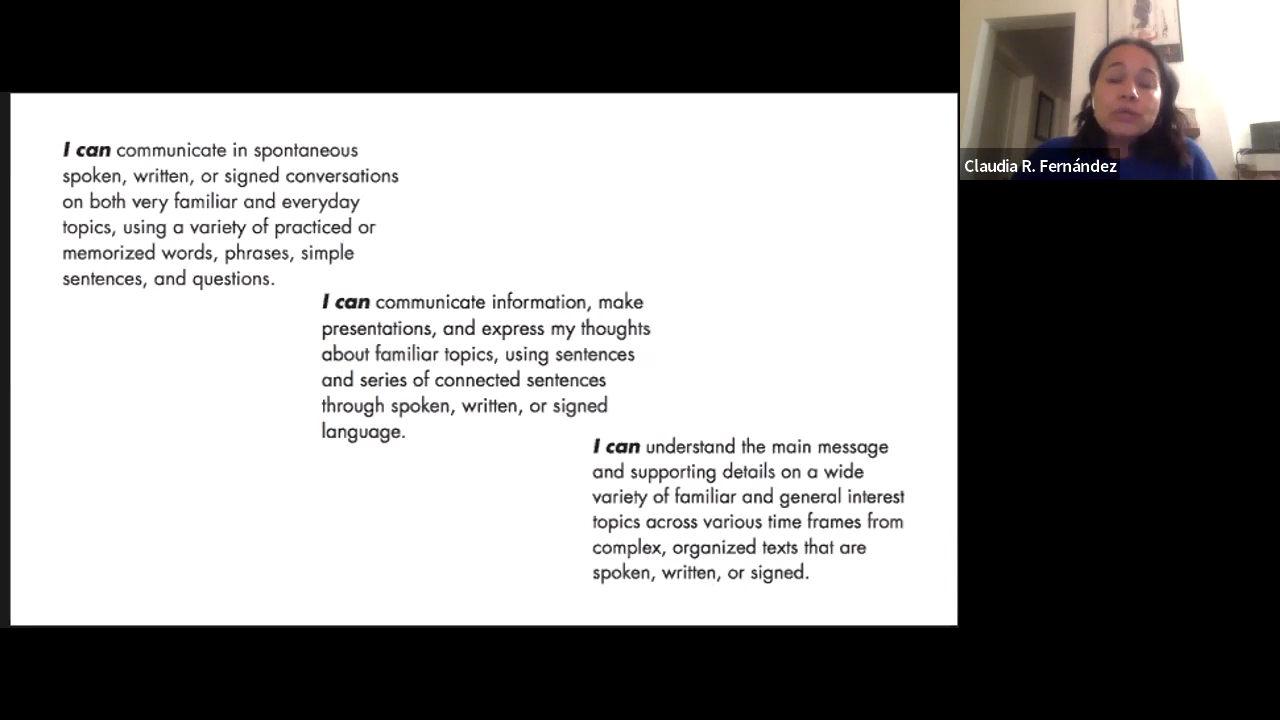 I can communicate in spontaneous
spoken, written, or signed conversations
on both very familiar and everyday
topics, using a variety of practiced or
memorized words, phrases, simple
sentences, and questions.
I can communicate information, make
presentations, and express my thoughts
about familiar topics, using sentences
and series of connected sentences
through spoken, written, or signed
language.
I can understand the main message
and supporting details on a wide
variety of familiar and general interest
topics across various time frames from
complex, organized texts that are
spoken, written, or signed.
Claudia R. Fernández